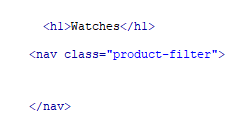 <h1>Watches</h1>
<nav class="product-filter">
</nav>